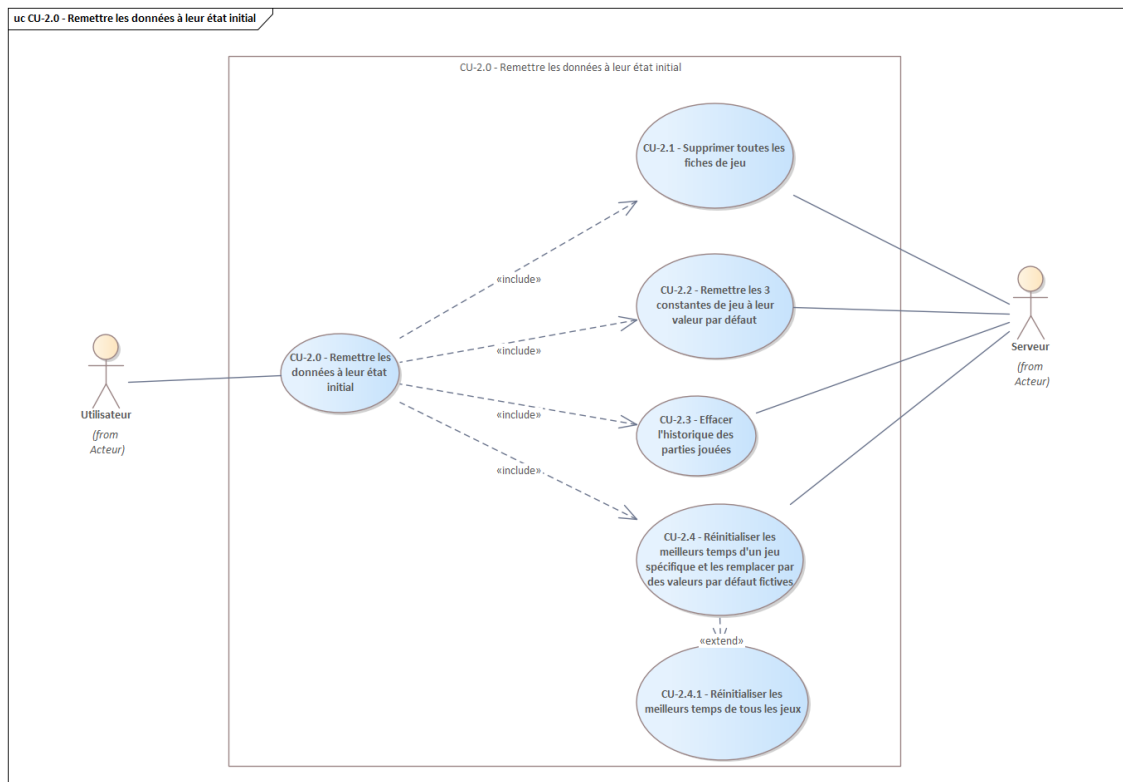 uc CU-2.0 - Remettre les données à leur état initial
CU-2.0 - Remettre les données à leur état initial
CU-2.1 - Supprimer toutes les
fiches de jeu
«include»
CU-2.2 - Remettre les 3
constantes de jeu à leur
valeur par défaut
«include»
Serveur
(from
Acteur)
CU-2.0 - Remettre les
données à leur état
initial
Utilisateur
(from
Acteur)
«include»
CU-2.3 - Effacer
l'historique des
parties jouées
«include»
CU-2.4 - Réinitialiser les
meilleurs temps d'un jeu
spécifique et les remplacer par
des valeurs par défaut fictives
«extend»
CU-2.4.1 - Réinitialiser les
meilleurs temps de tous les jeux